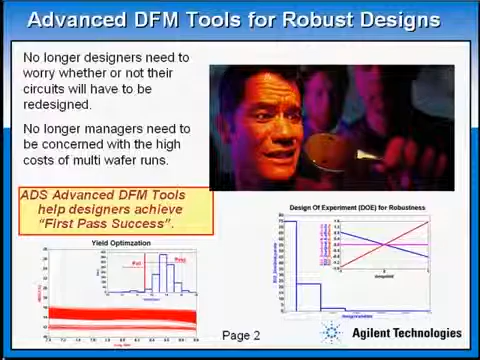 Advanced DFM Tools for Robust Designs
No longer designers need to
worry whether or not their
circuits will have to be
redesigned.
No longer managers need to
be concerned with the high
costs of multi wafer runs.
ADS Advanced DFM Tools
help designers achieve
“First Pass Success”.
Yield Optimzation
Design Of Experiment (DOE) for Robustness
Page 2
Agilent Technologies